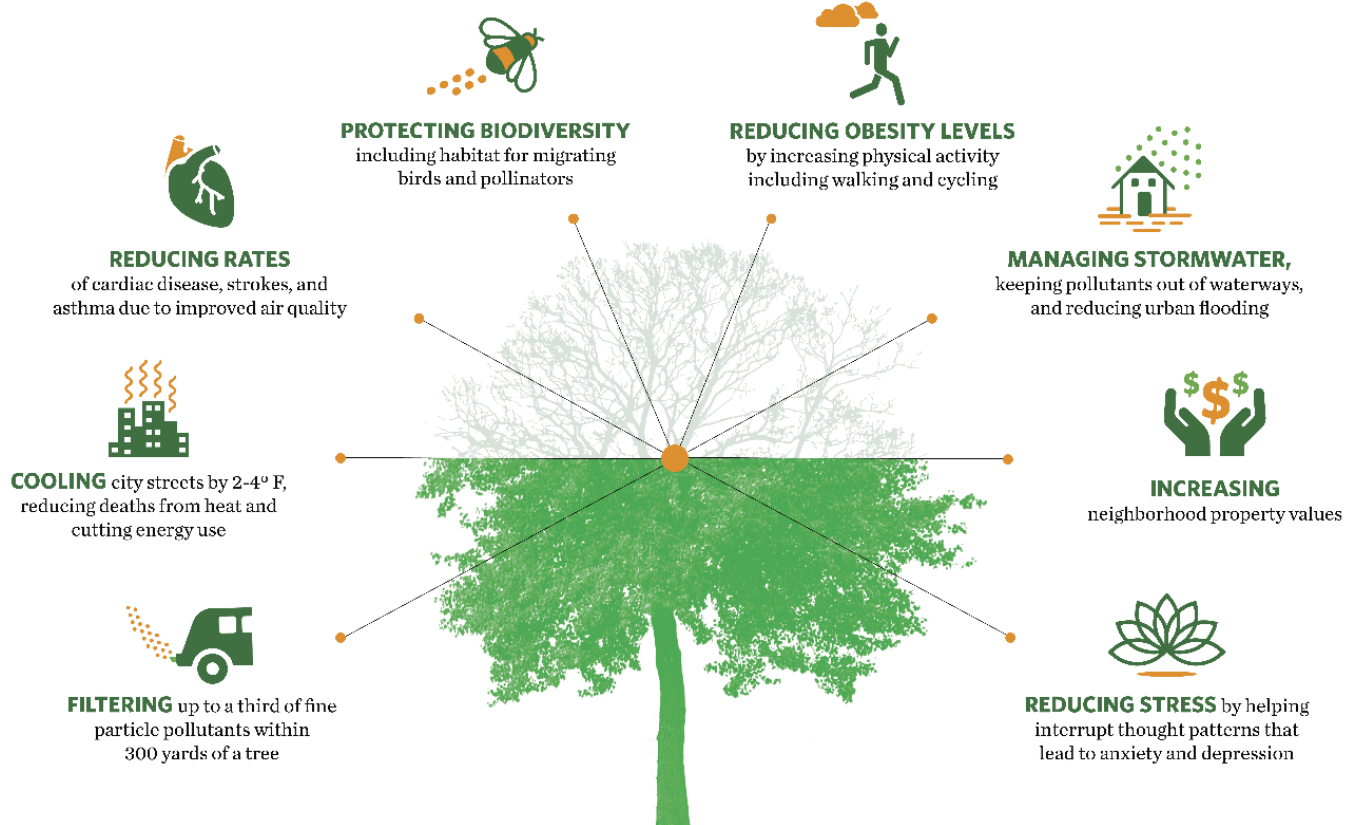 PROTECTING BIODIVERSITY
including habitat for migrating
birds and pollinators
REDUCING OBESITY LEVELS
by increasing physical activity
including walking and cycling
REDUCING RATES
of cardiac disease, strokes, and
asthma due to improved air quality
MANAGING STORMWATER,
keeping pollutants out of waterways,
and reducing urban flooding
COOLING city streets by 2-4º F,
reducing deaths from heat and
cutting energy use
$ $ $
INCREASING
neighborhood property values
FILTERING up to a third of fine
particle pollutants within
300 yards of a tree
REDUCING STRESS by helping
interrupt thought patterns that
lead to anxiety and depression